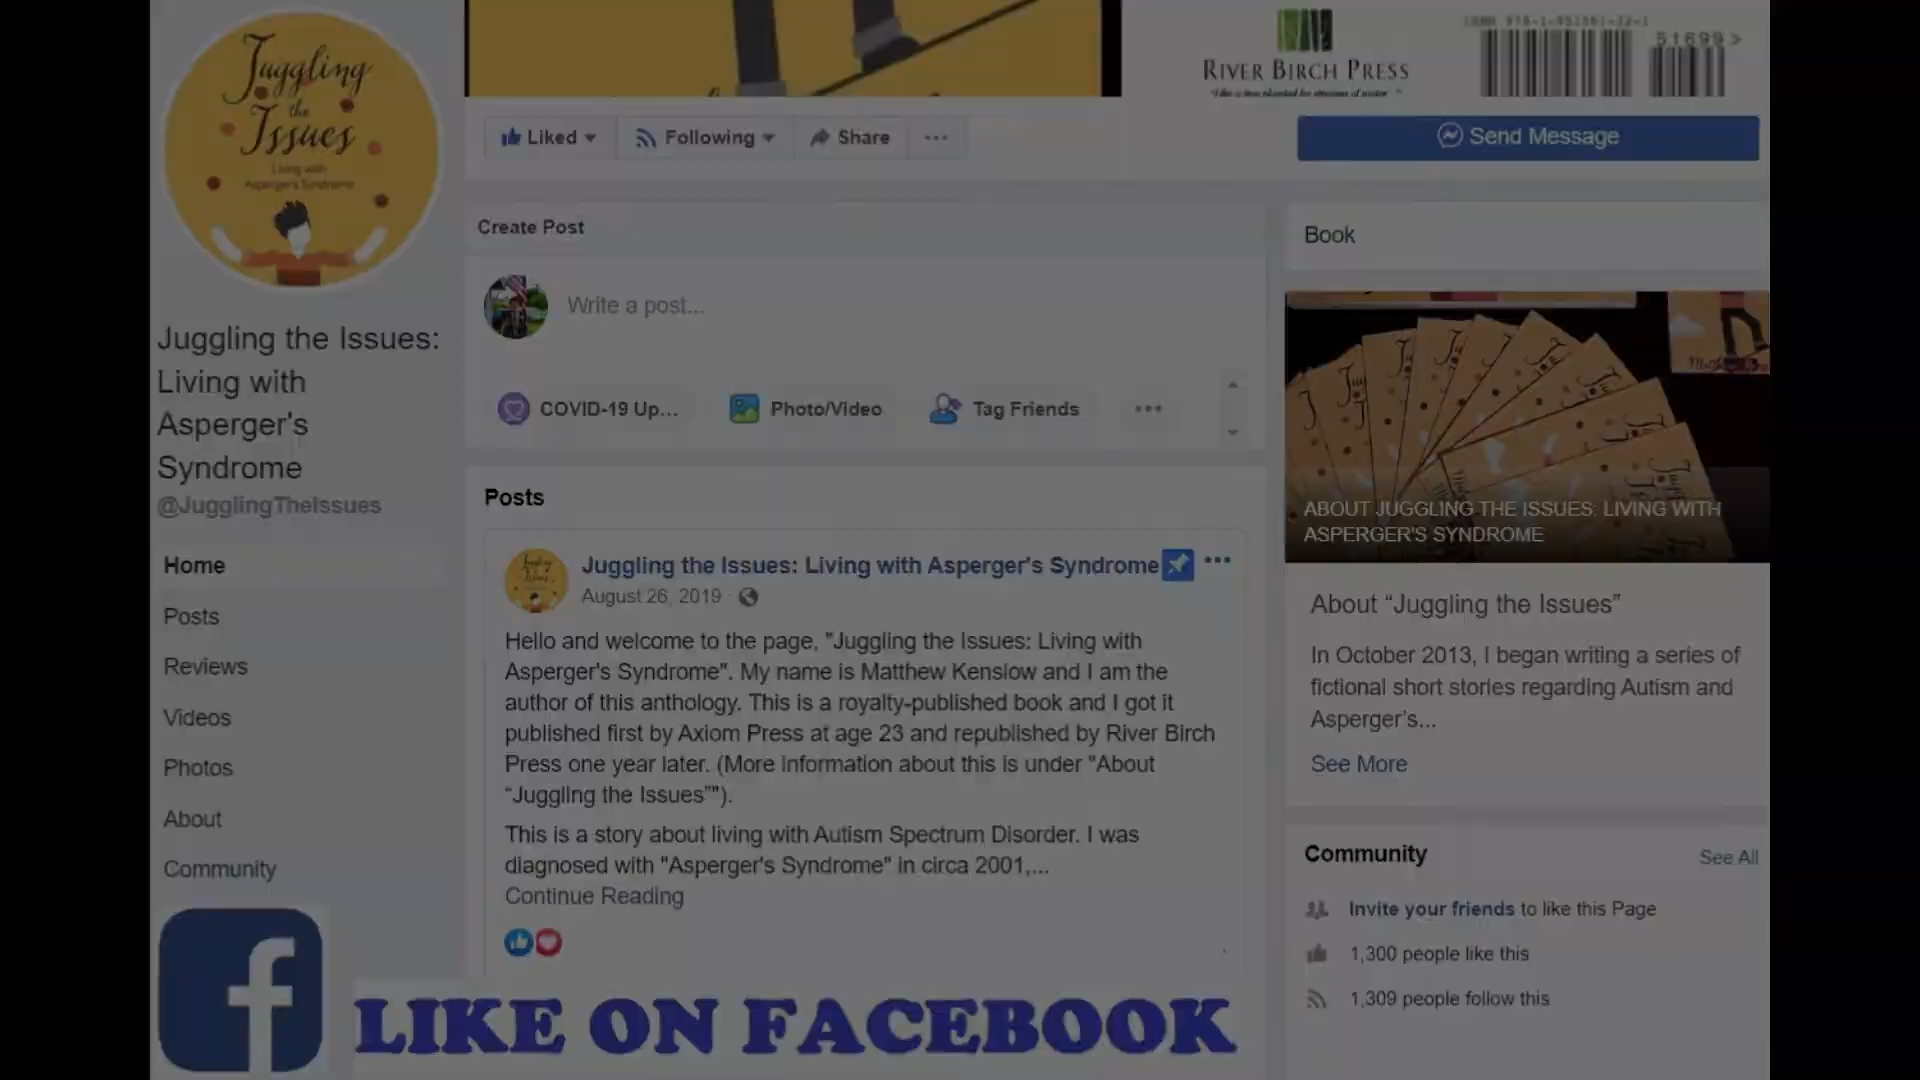 Juggling
the
Issues
Living with
Asperger's Syndrome
Juggling the Issues:
Living with
Asperger's
Syndrome
@JugglingTheIssues
Home
Posts
Reviews
Videos
Photos
About
Community
RIVER BIRCH PRESS
51699 >
Liked
Following
Share
Send Message
Create Post
Write a post...
COVID-19 Up...
Photo/Video
Tag Friends
Posts
Juggling the Issues: Living with Asperger's Syndrome
August 26, 2019 ·
Hello and welcome to the page, "Juggling the Issues: Living with
Asperger's Syndrome". My name is Matthew Kenslow and I am the
author of this anthology. This is a royalty-published book and I got it
published first by Axiom Press at age 23 and republished by River Birch
Press one year later. (More Information about this is under "About
“Juggling the Issues”").
This is a story about living with Autism Spectrum Disorder. I was
diagnosed with "Asperger's Syndrome" in circa 2001,...
Continue Reading
Book
ABOUT JUGGLING THE ISSUES: LIVING WITH
ASPERGER'S SYNDROME
About “Juggling the Issues”
In October 2013, I began writing a series of
fictional short stories regarding Autism and
Asperger’s...
See More
Community
See All
Invite your friends to like this Page
1,300 people like this
1,309 people follow this
f
LIKE ON FACEBOOK